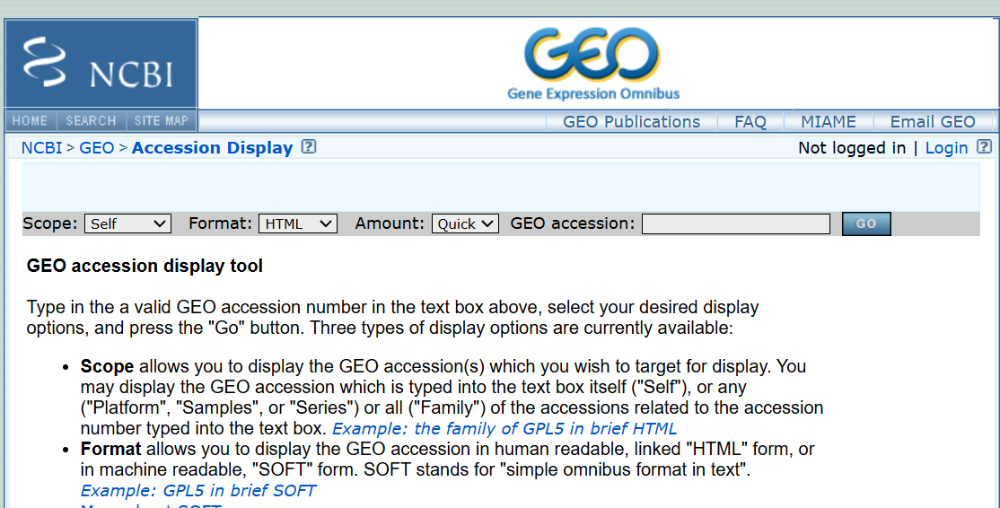 NCBI
GEO
Gene Expression Omnibus
HOME SEARCH SITE MAP GEO Publications FAQ MIAME Email GEO
NCBI > GEO > Accession Display ? Not logged in | Login ?
Scope: Self Format: HTML Amount: Quick GEO accession: GO
GEO accession display tool
Type in the a valid GEO accession number in the text box above, select your desired display
options, and press the "Go" button. Three types of display options are currently available:
• Scope allows you to display the GEO accession(s) which you wish to target for display. You
may display the GEO accession which is typed into the text box itself ("Self"), or any
("Platform", "Samples", or "Series") or all ("Family") of the accessions related to the accession
number typed into the text box. Example: the family of GPL5 in brief HTML
• Format allows you to display the GEO accession in human readable, linked "HTML" form, or
in machine readable, "SOFT" form. SOFT stands for "simple omnibus format in text".
Example: GPL5 in brief SOFT